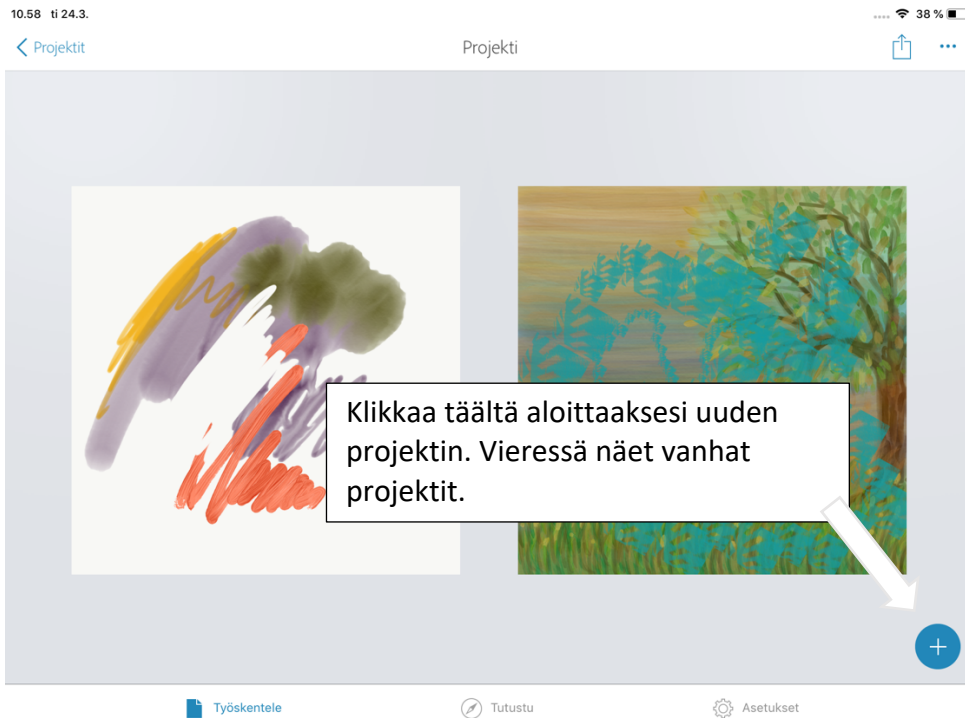 10.58 ti 24.3.
38 %
Projektit
Projekti
Klikkaa täältä aloittaaksesi uuden
projektin. Vieressä näet vanhat
projektit.
Työskentele
Tutustu
Asetukset